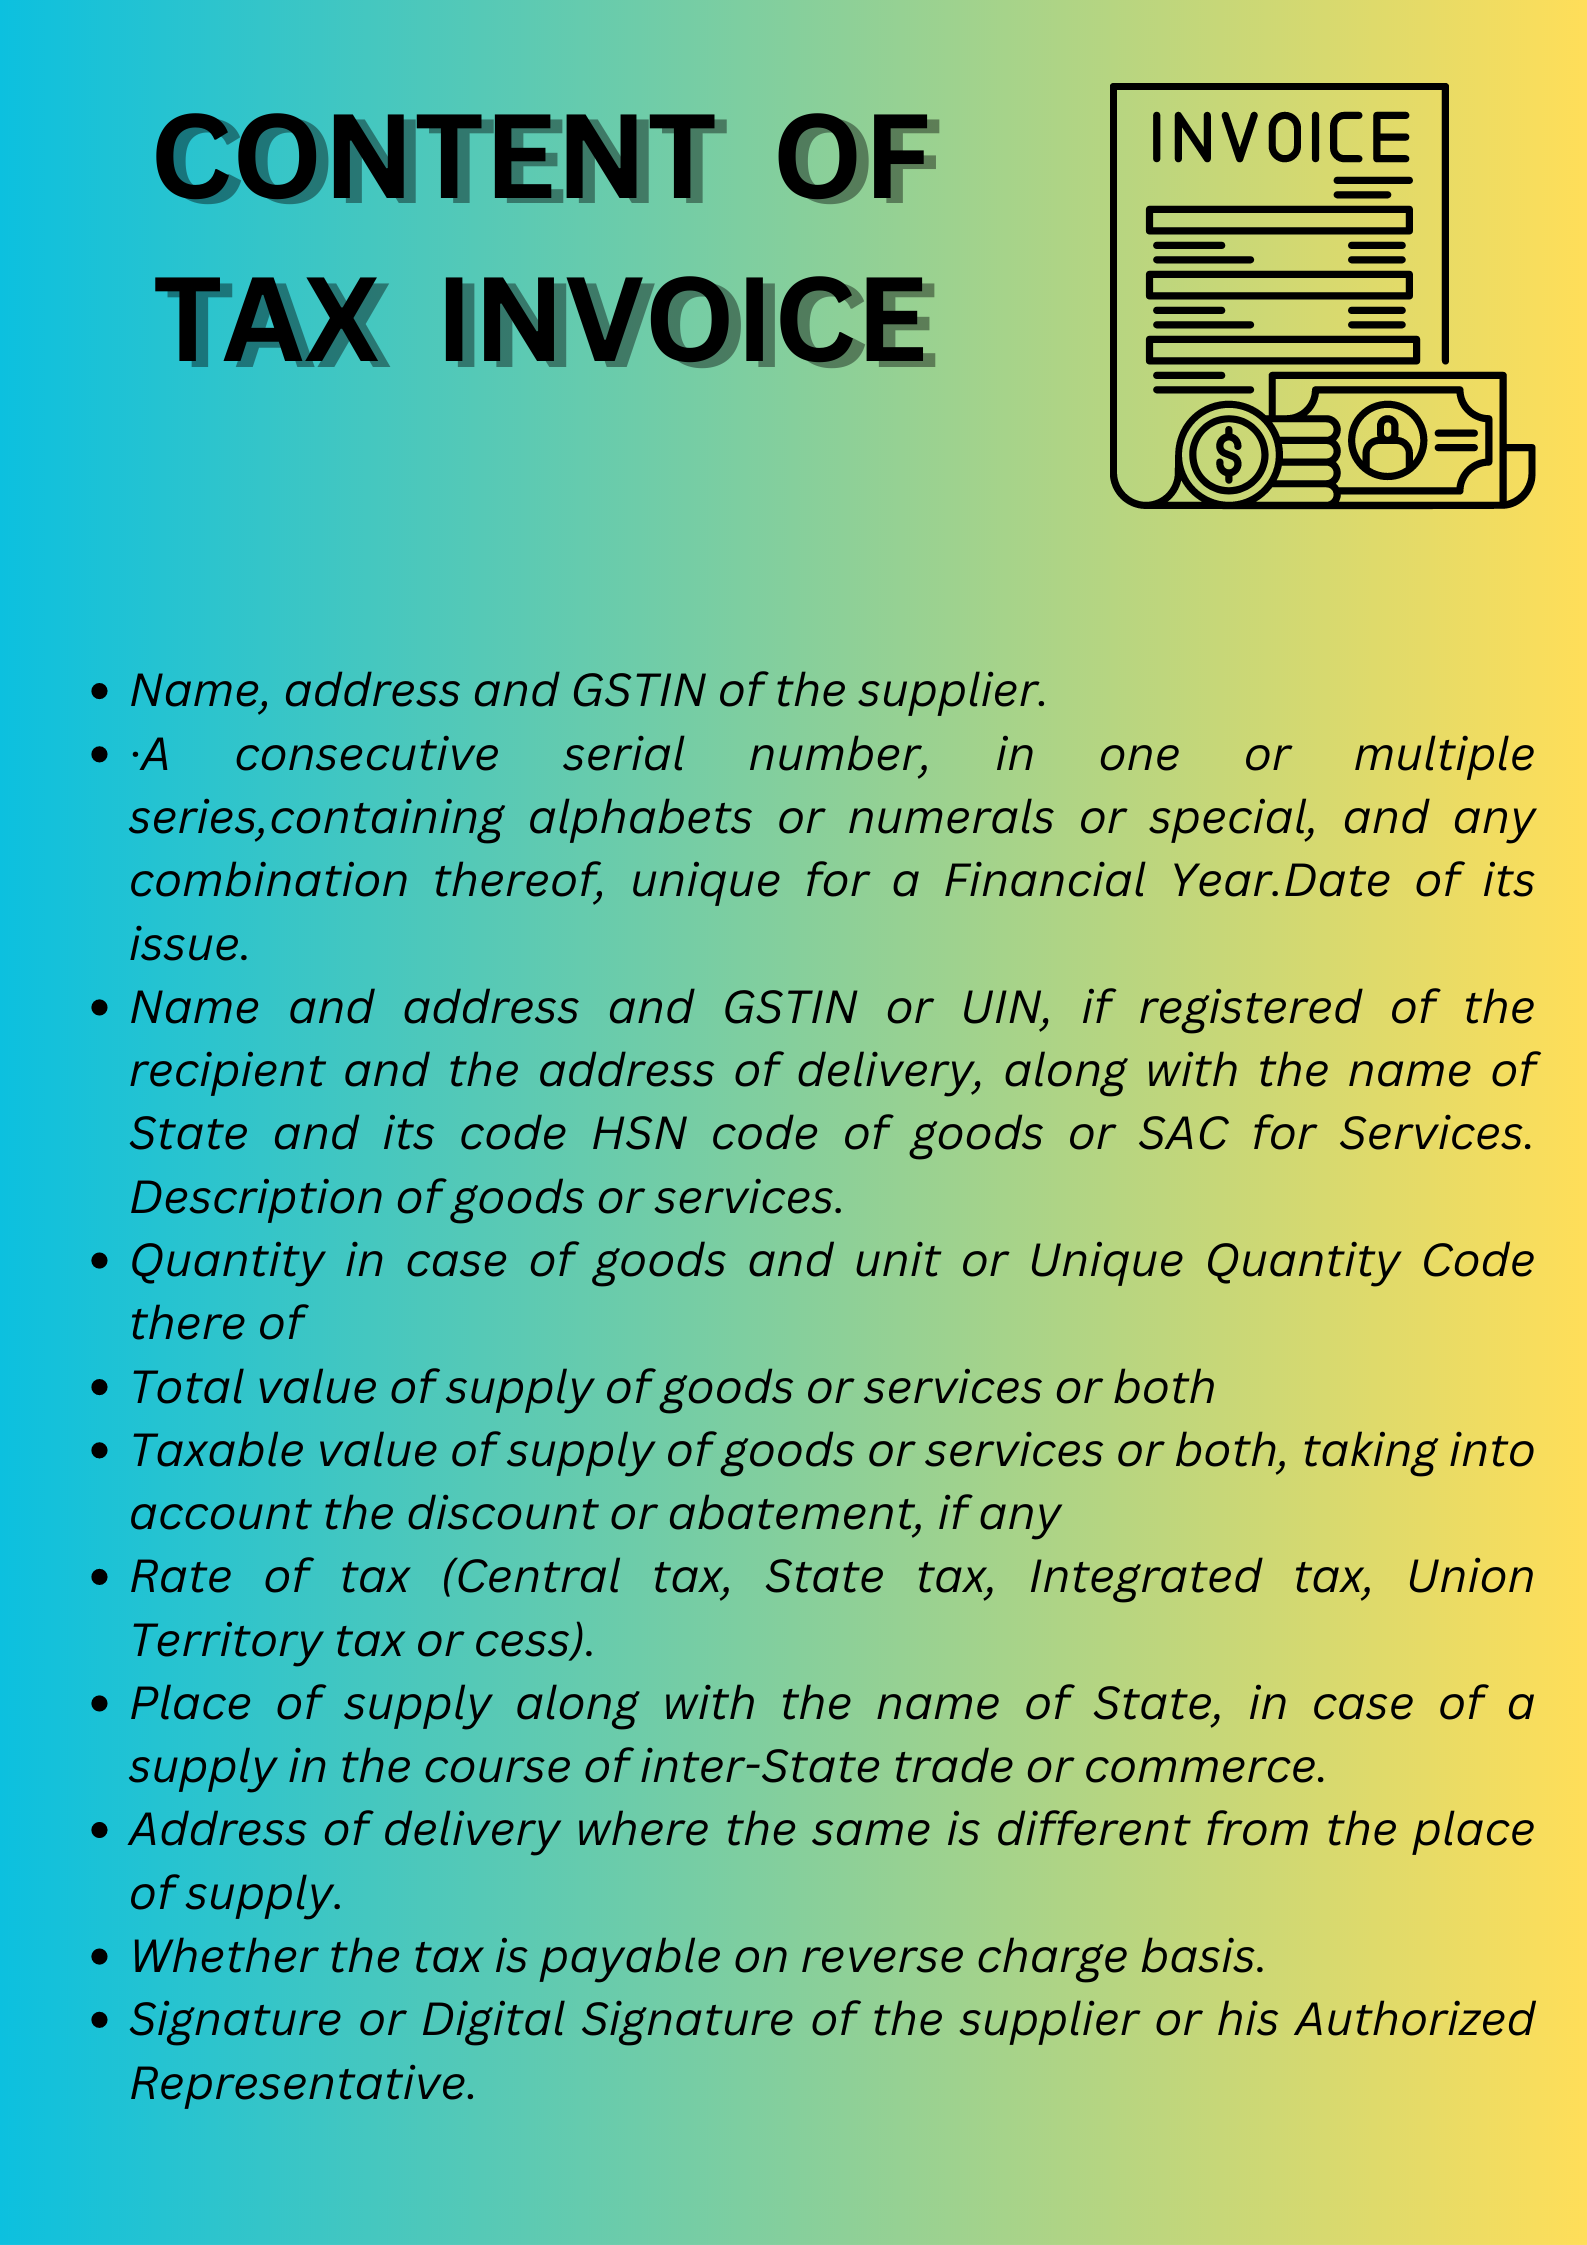 CONTENT OF
TAX INVOICE
INVOICE
$
• Name, address and GSTIN of the supplier.
• ·A consecutive serial number, in one or multiple
series,containing alphabets or numerals or special, and any
combination thereof, unique for a Financial Year.Date of its
issue.
• Name and address and GSTIN or UIN, if registered of the
recipient and the address of delivery, along with the name of
State and its code HSN code of goods or SAC for Services.
Description of goods or services.
• Quantity in case of goods and unit or Unique Quantity Code
there of
• Total value of supply of goods or services or both
• Taxable value of supply of goods or services or both, taking into
account the discount or abatement, if any
• Rate of tax (Central tax, State tax, Integrated tax, Union
Territory tax or cess).
• Place of supply along with the name of State, in case of a
supply in the course of inter-State trade or commerce.
• Address of delivery where the same is different from the place
of supply.
• Whether the tax is payable on reverse charge basis.
• Signature or Digital Signature of the supplier or his Authorized
Representative.